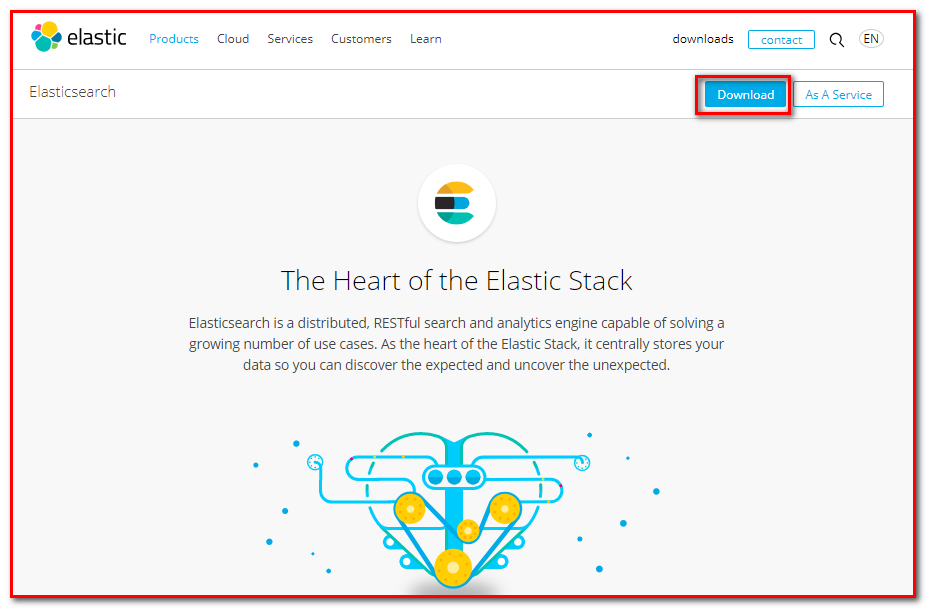 elastic Products Cloud Services Customers Learn downloads contact EN
Elasticsearch Download As A Service
The Heart of the Elastic Stack
Elasticsearch is a distributed, RESTful search and analytics engine capable of solving a
growing number of use cases. As the heart of the Elastic Stack, it centrally stores your
data so you can discover the expected and uncover the unexpected.